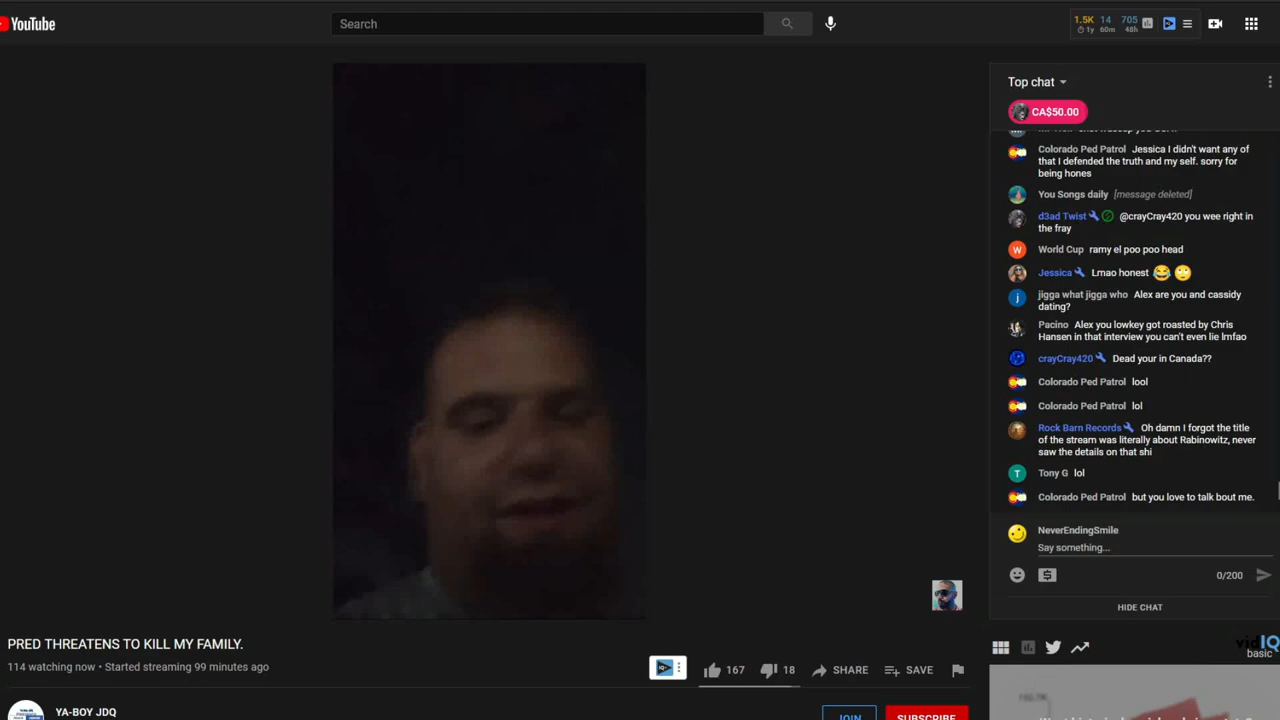 YouTube
Search
1.5K 14 705
1y 60m 48h
Top chat
CA$50.00
Colorado Ped Patrol Jessica I didn't want any of
that I defended the truth and my self. sorry for
being hones
You Songs daily [message deleted]
d3ad Twist @crayCray420 you wee right in
the fray
W World Cup ramy el poo poo head
Jessica Lmao honest 😂🙄
j jigga what jigga who Alex are you and cassidy
dating?
Pacino Alex you lowkey got roasted by Chris
Hansen in that interview you can't even lie lmfao
crayCray420 Dead your in Canada??
Colorado Ped Patrol lool
Colorado Ped Patrol lol
Rock Barn Records Oh damn I forgot the title
of the stream was literally about Rabinowitz, never
saw the details on that shi
T Tony G lol
Colorado Ped Patrol but you love to talk bout me.
NeverEndingSmile
Say something...
0/200
HIDE CHAT
PRED THREATENS TO KILL MY FAMILY.
114 watching now • Started streaming 99 minutes ago
IQ
167 18 SHARE SAVE
vidIQ
basic
YA-BOY JDQ
JOIN
SUBSCRIBE